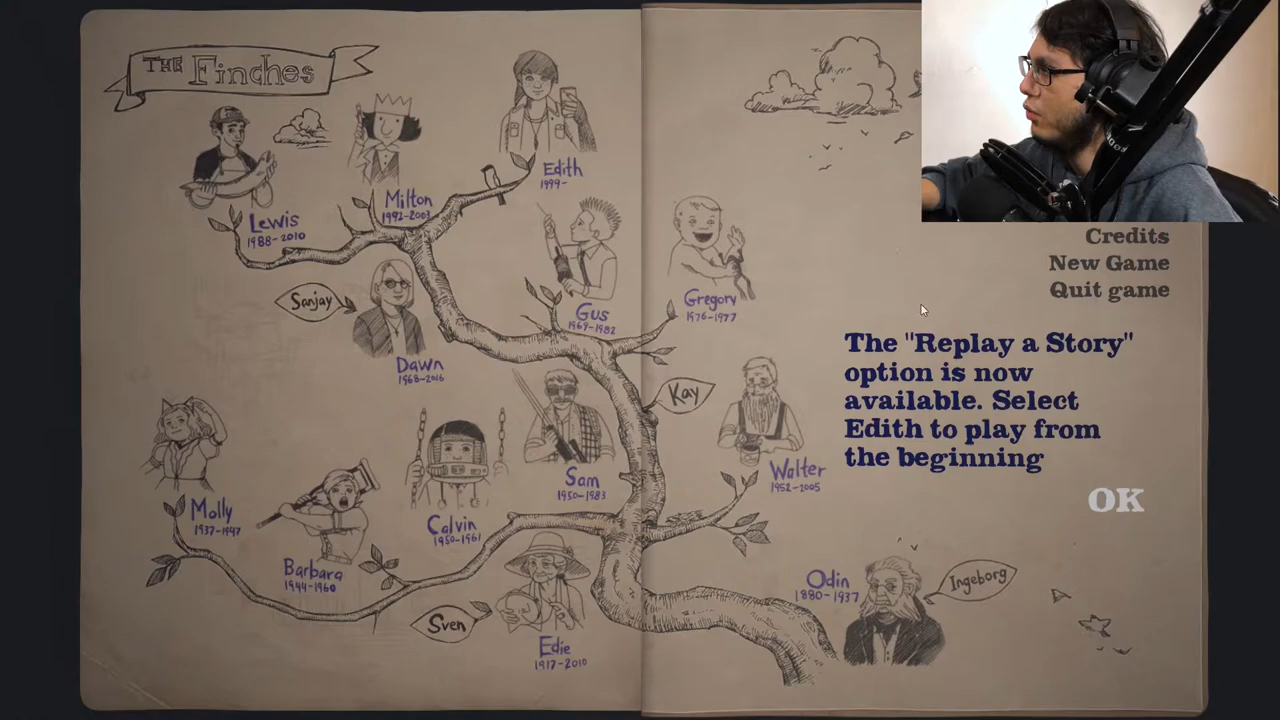 THE Finches
Edith
1999-
Milton
1992-2003
Lewis
1988-2010
Sanjay
Gus
1969-1982
Gregory
1976-1977
Dawn
1968-2016
Kay
Sam
1950-1983
Walter
1952-2005
Molly
1937-1947
Barbara
1944-1960
Calvin
1950-1961
Sven
Edie
1917-2010
Odin
1880-1937
Ingeborg
Credits
New Game
Quit game
The "Replay a Story"
option is now
available. Select
Edith to play from
the beginning
OK